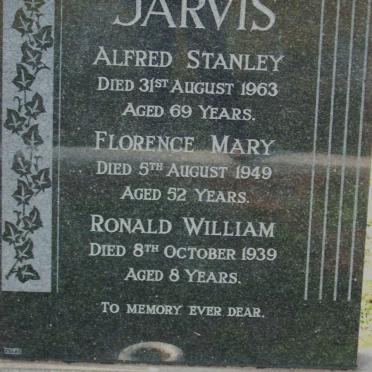 JARVIS
ALFRED STANLEY
DIED 31ST AUGUST 1963
AGED 69 YEARS.
FLORENCE MARY
DIED 5TH AUGUST 1949
AGED 52 YEARS.
RONALD WILLIAM
DIED 8TH OCTOBER 1939
AGED 8 YEARS.
TO MEMORY EVER DEAR.